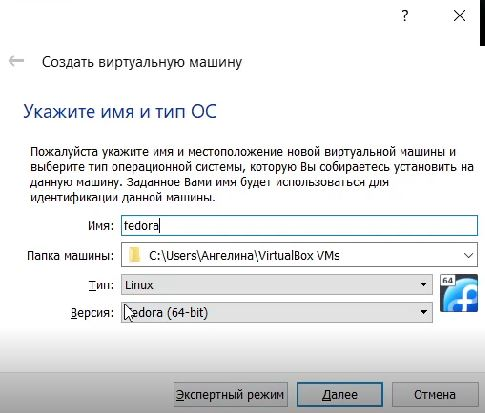 ?
Создать виртуальную машину
Укажите имя и тип ОС
Пожалуйста укажите имя и местоположение новой виртуальной машины и
выберите тип операционной системы, которую Вы собираетесь установить на
данную машину. Заданное Вами имя будет использоваться для
идентификации данной машины.
Имя: fedora
Папка машины: C:\Users\Ангелина\VirtualBox VMs
Тип: Linux
64
Версия: Fedora (64-bit)
Экспертный режим Далее Отмена